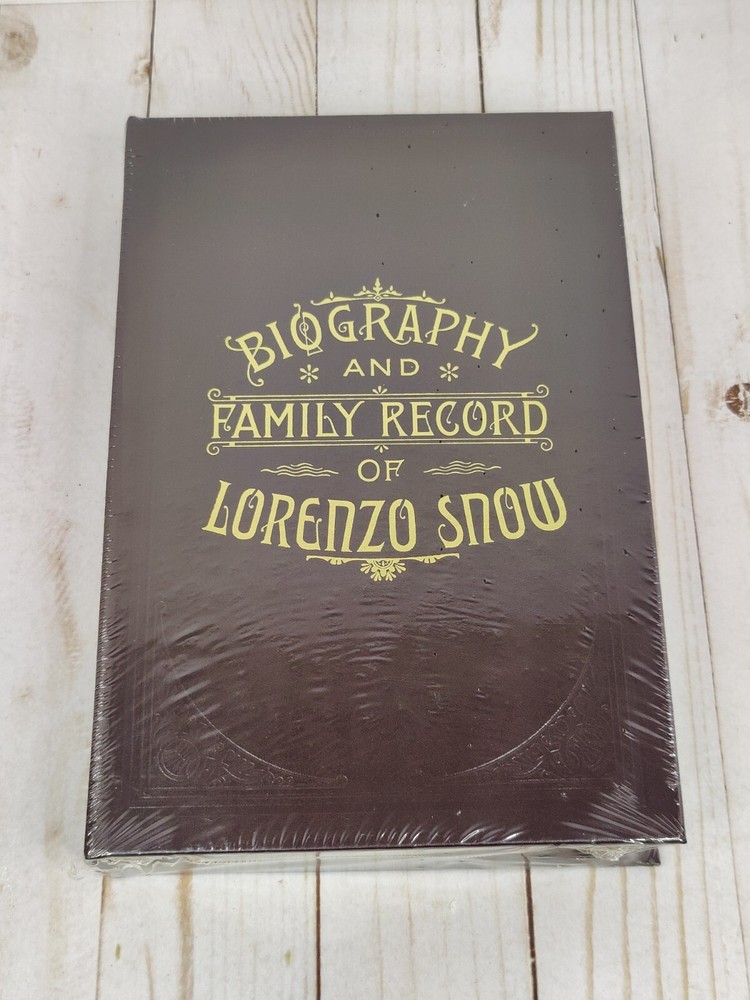 BIOGRAPHY
AND
FAMILY RECORD
OF
LORENZO SNOW